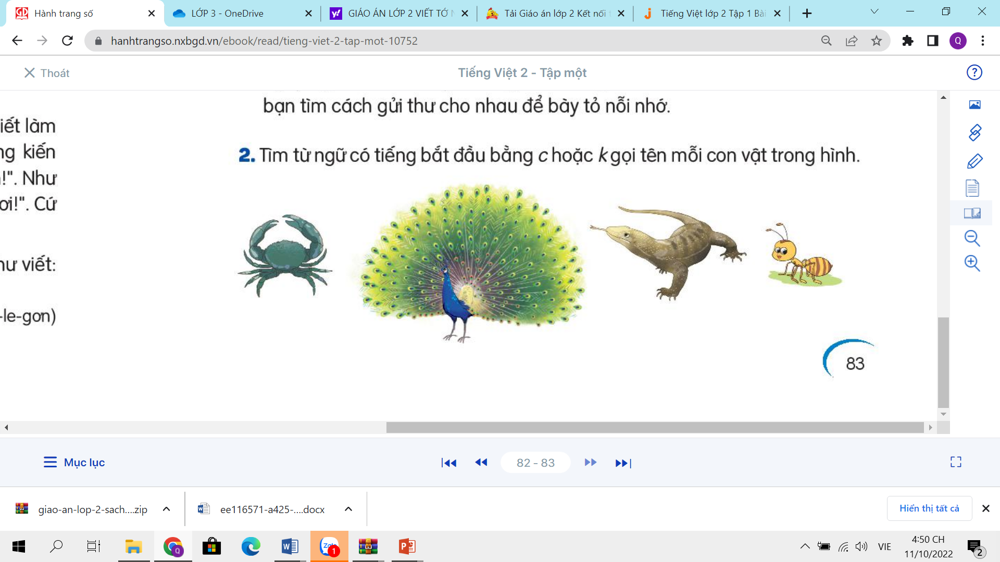 Hành trang số
LỚP 3 - OneDrive
GIÁO ÁN LỚP 2 VIẾT TỚ
Tải Giáo án lớp 2 Kết nối
Tiếng Việt lớp 2 Tập 1 Bài
hanhtrangso.nxbgd.vn/ebook/read/tieng-viet-2-tap-mot-10752
Q
Thoát
Tiếng Việt 2 - Tập một
?
iết làm
ng kiến
!". Như
ơi!". Cứ
ư viết:
-le-gơn)
bạn tìm cách gửi thư cho nhau để bày tỏ nỗi nhớ.
2. Tìm từ ngữ có tiếng bắt đầu bằng c hoặc k gọi tên mỗi con vật trong hình.
83
Mục lục
82 - 83
giao-an-lop-2-sach....zip
ee116571-a425-....docx
Hiển thị tất cả
Zalo
1
VIE
4:50 CH
11/10/2022
2